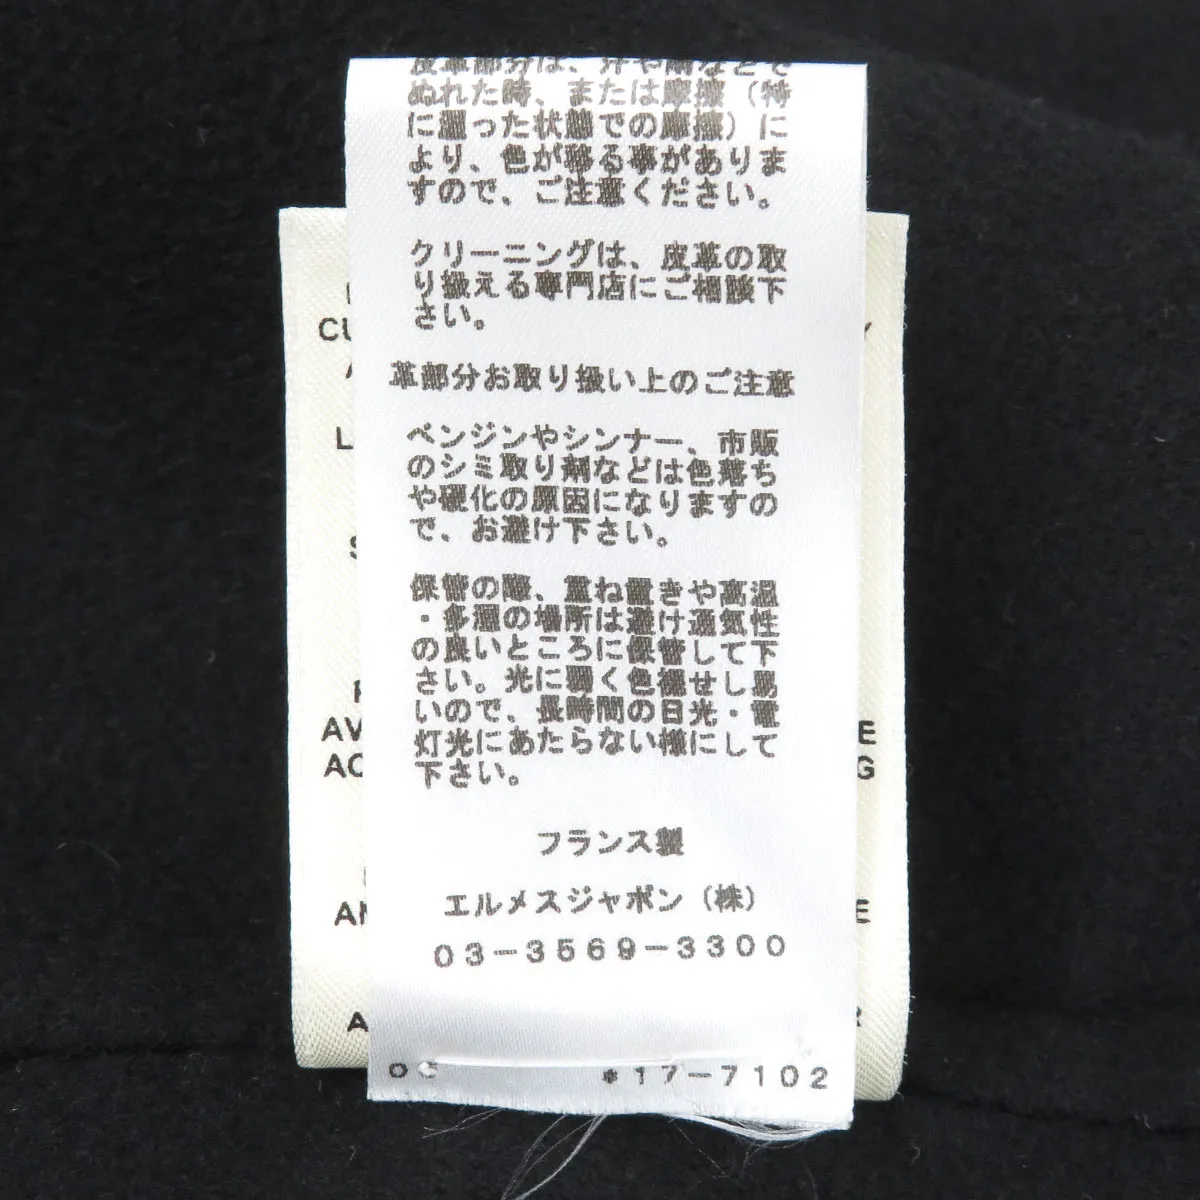 皮革部分は、汗や雨などで
ぬれた時、または摩擦（特
に湿った状態での摩擦）に
より、色が移る事がありま
すので、ご注意ください。
クリーニングは、皮革の取
り扱える専門店にご相談下
さい。
革部分お取り扱い上のご注意
ベンジンやシンナー、市販
のシミ取り剤などは色落ち
や硬化の原因になりますの
で、お避け下さい。
保管の際、重ね置きや高温
・多湿の場所は避け通気性
の良いところに保管して下
さい。光に弱く色褪せし易
いので、長時間の日光・電
灯光にあたらない様にして
下さい。
フランス製
エルメスジャポン（株）
03-3569-3300
*17-7102